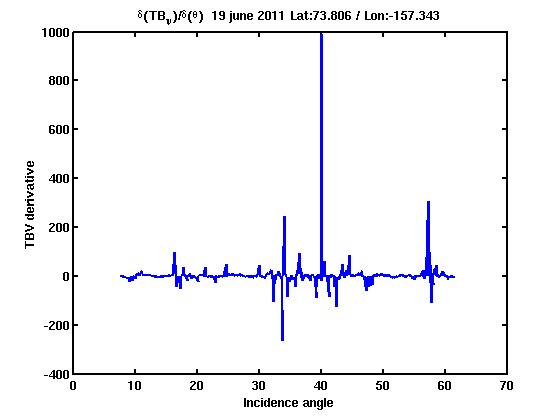 δ(TBν)/δ(θ) 19 june 2011 Lat:73.806 / Lon:-157.343
1000
800
600
400
200
0
-200
-400
TBV derivative
0 10 20 30 40 50 60 70
Incidence angle